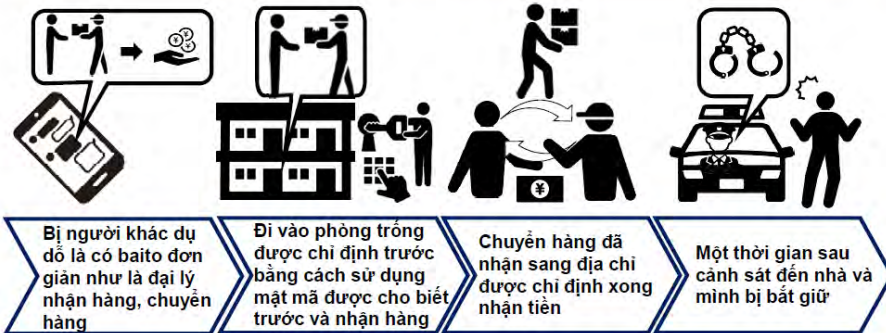 Bị người khác dụ
dỗ là có baito đơn
giản như là đại lý
nhận hàng, chuyển
hàng
Đi vào phòng trống
được chỉ định trước
bằng cách sử dụng
mật mã được cho biết
trước và nhận hàng
Chuyển hàng đã
nhận sang địa chỉ
được chỉ định xong
nhận tiền
Một thời gian sau
cảnh sát đến nhà và
mình bị bắt giữ